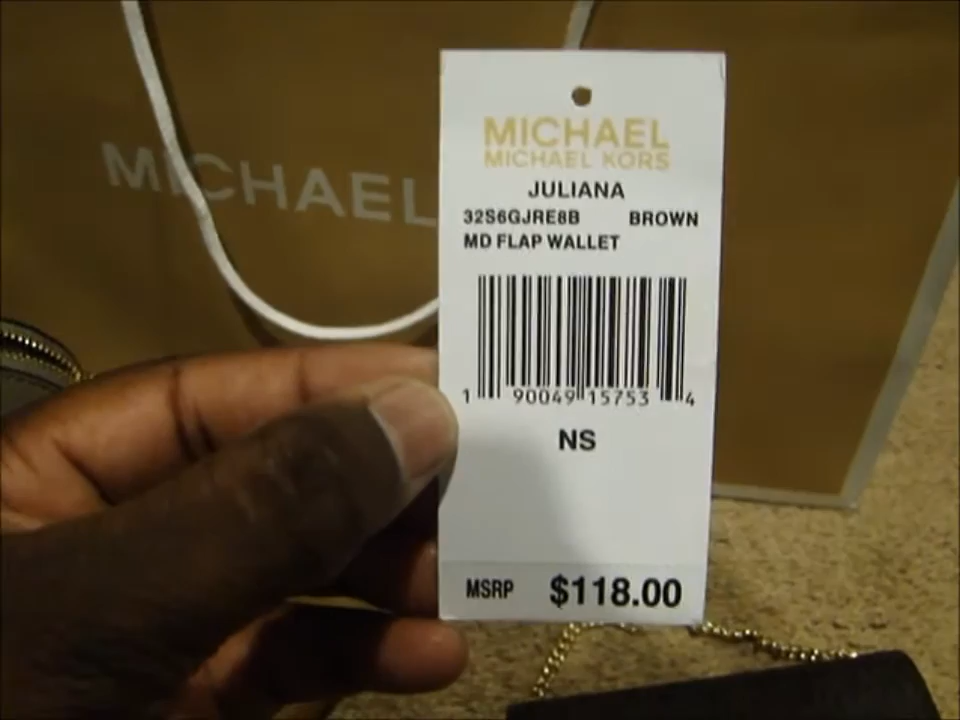 MICHAEL
MICHAEL
MICHAEL KORS
JULIANA
32S6GJRE8B BROWN
MD FLAP WALLET
1 90049 15753 4
NS
MSRP $118.00